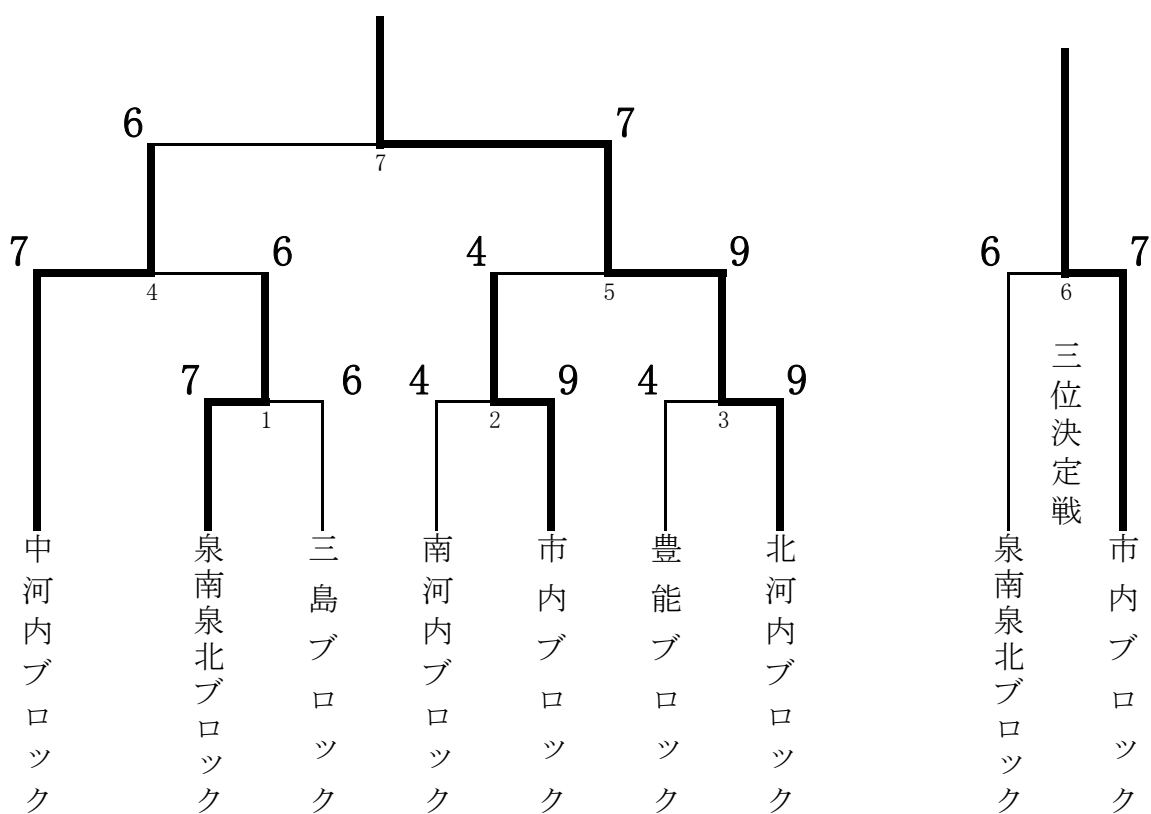 6 7
7
7 6 4 9 6 7
4 5 6
7 6 4 9 4 9
1 2 3
三位決定戦
中河内ブロック
泉南泉北ブロック
三島ブロック
南河内ブロック
市内ブロック
豊能ブロック
北河内ブロック
泉南泉北ブロック
市内ブロック